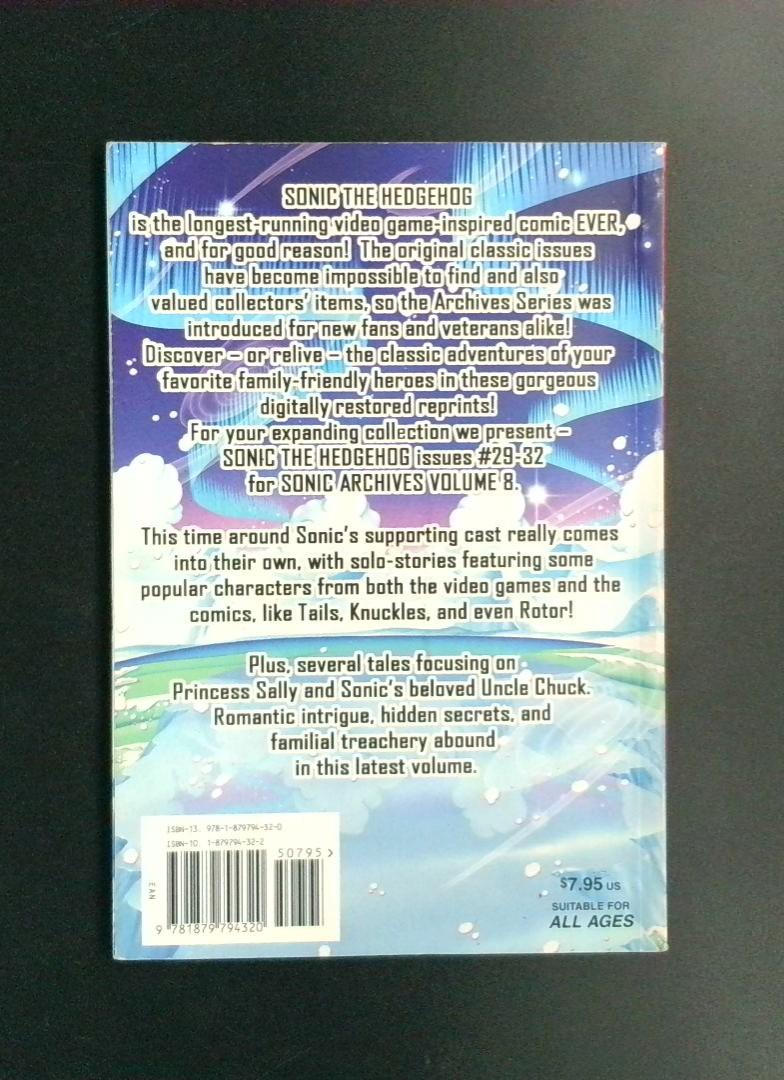 SONIC THE HEDGEHOG
is the longest-running video game-inspired comic EVER,
and for good reason! The original classic issues
have become impossible to find and also
valued collectors' items, so the Archives Series was
introduced for new fans and veterans alike!
Discover – or relive – the classic adventures of your
favorite family-friendly heroes in these gorgeous
digitally restored reprints!
For your expanding collection we present –
SONIC THE HEDGEHOG issues #29-32
for SONIC ARCHIVES VOLUME 8.
This time around Sonic's supporting cast really comes
into their own, with solo-stories featuring some
popular characters from both the video games and the
comics, like Tails, Knuckles, and even Rotor!
Plus, several tales focusing on
Princess Sally and Sonic's beloved Uncle Chuck.
Romantic intrigue, hidden secrets, and
familial treachery abound
in this latest volume.
ISBN-13. 978-1-879794-32-0
ISBN-10. 1-879794-32-2
50795 >
EAN
9 781879 794320
$7.95 US
SUITABLE FOR
ALL AGES